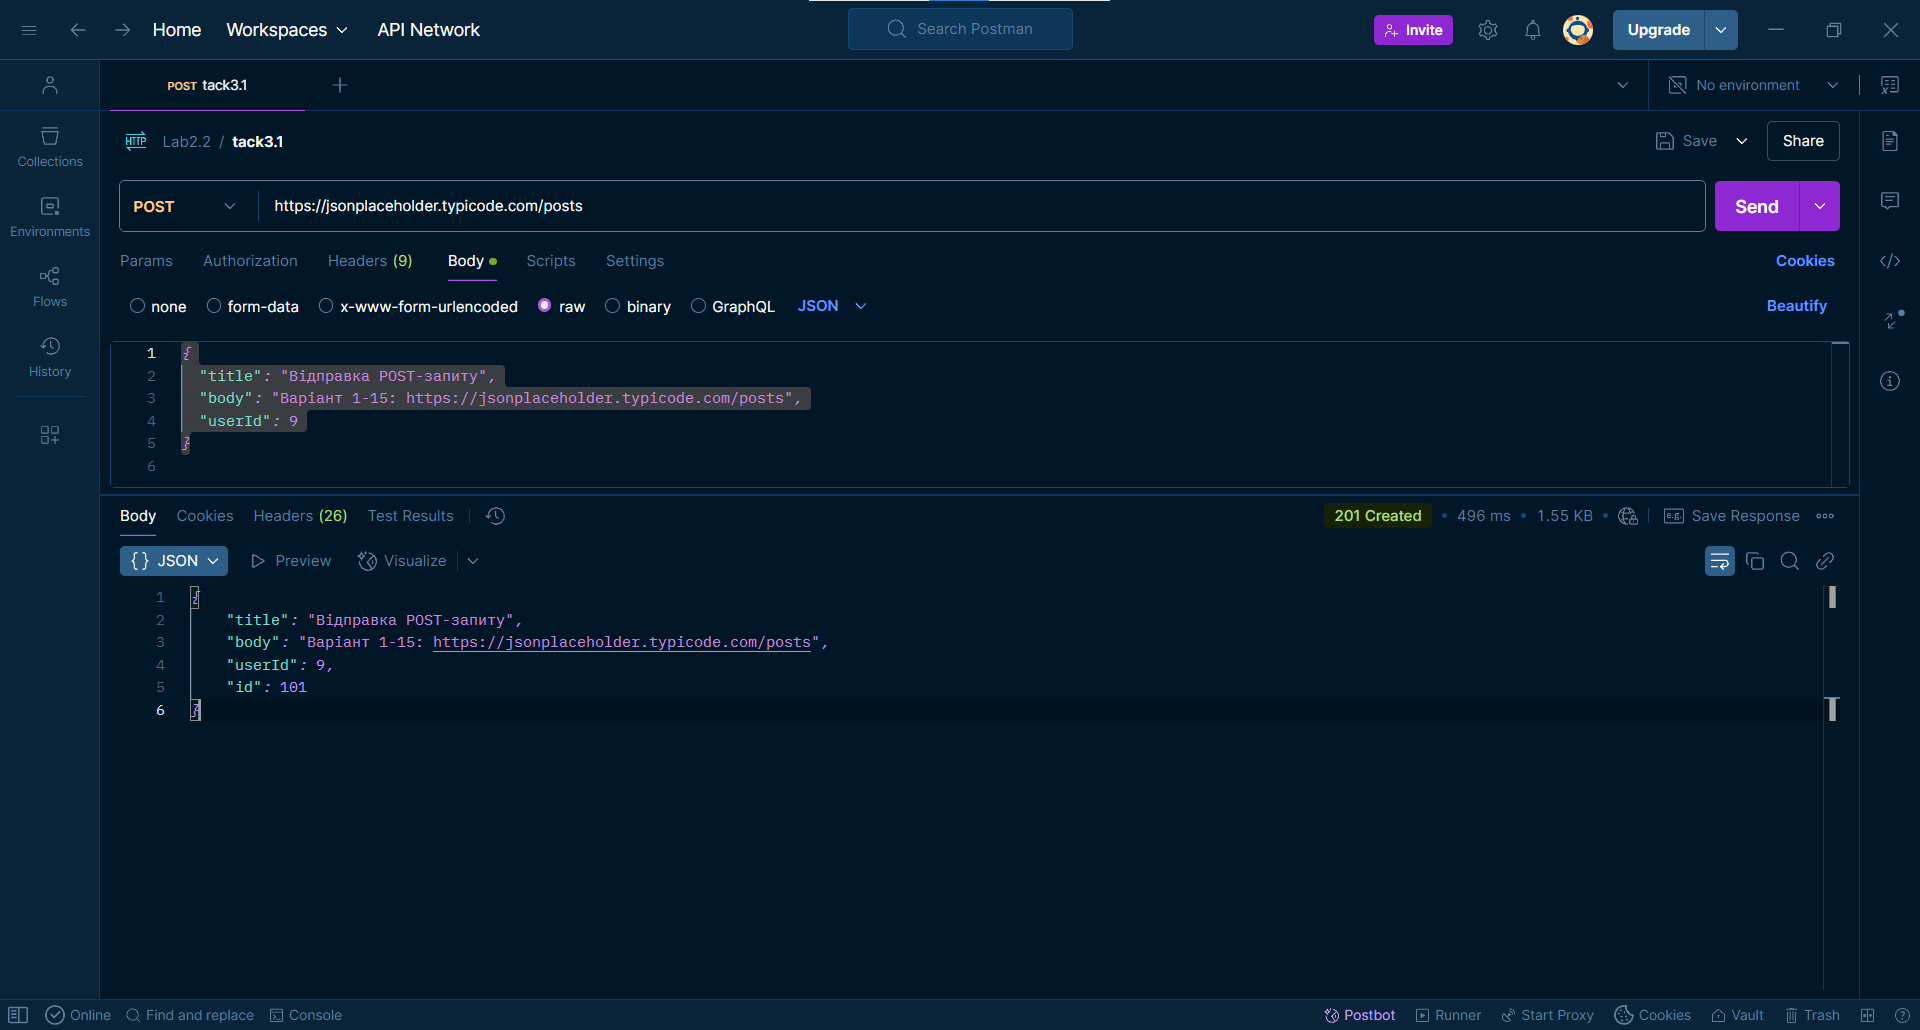 Home Workspaces API Network Search Postman Invite Upgrade
POST tack3.1 No environment
HTTP Lab2.2 / tack3.1 Save Share
Collections
Environments
Flows
History
POST https://jsonplaceholder.typicode.com/posts Send
Params Authorization Headers (9) Body Scripts Settings Cookies
none form-data x-www-form-urlencoded raw binary GraphQL JSON Beautify
1 {
2 "title": "Відправка POST-запиту",
3 "body": "Варіант 1-15: https://jsonplaceholder.typicode.com/posts",
4 "userId": 9
5 }
6
Body Cookies Headers (26) Test Results 201 Created • 496 ms • 1.55 KB • e.g. Save Response
{} JSON Preview Visualize
1 {
2 "title": "Відправка POST-запиту",
3 "body": "Варіант 1-15: https://jsonplaceholder.typicode.com/posts",
4 "userId": 9,
5 "id": 101
6 }
Online Find and replace Console Postbot Runner Start Proxy Cookies Vault Trash